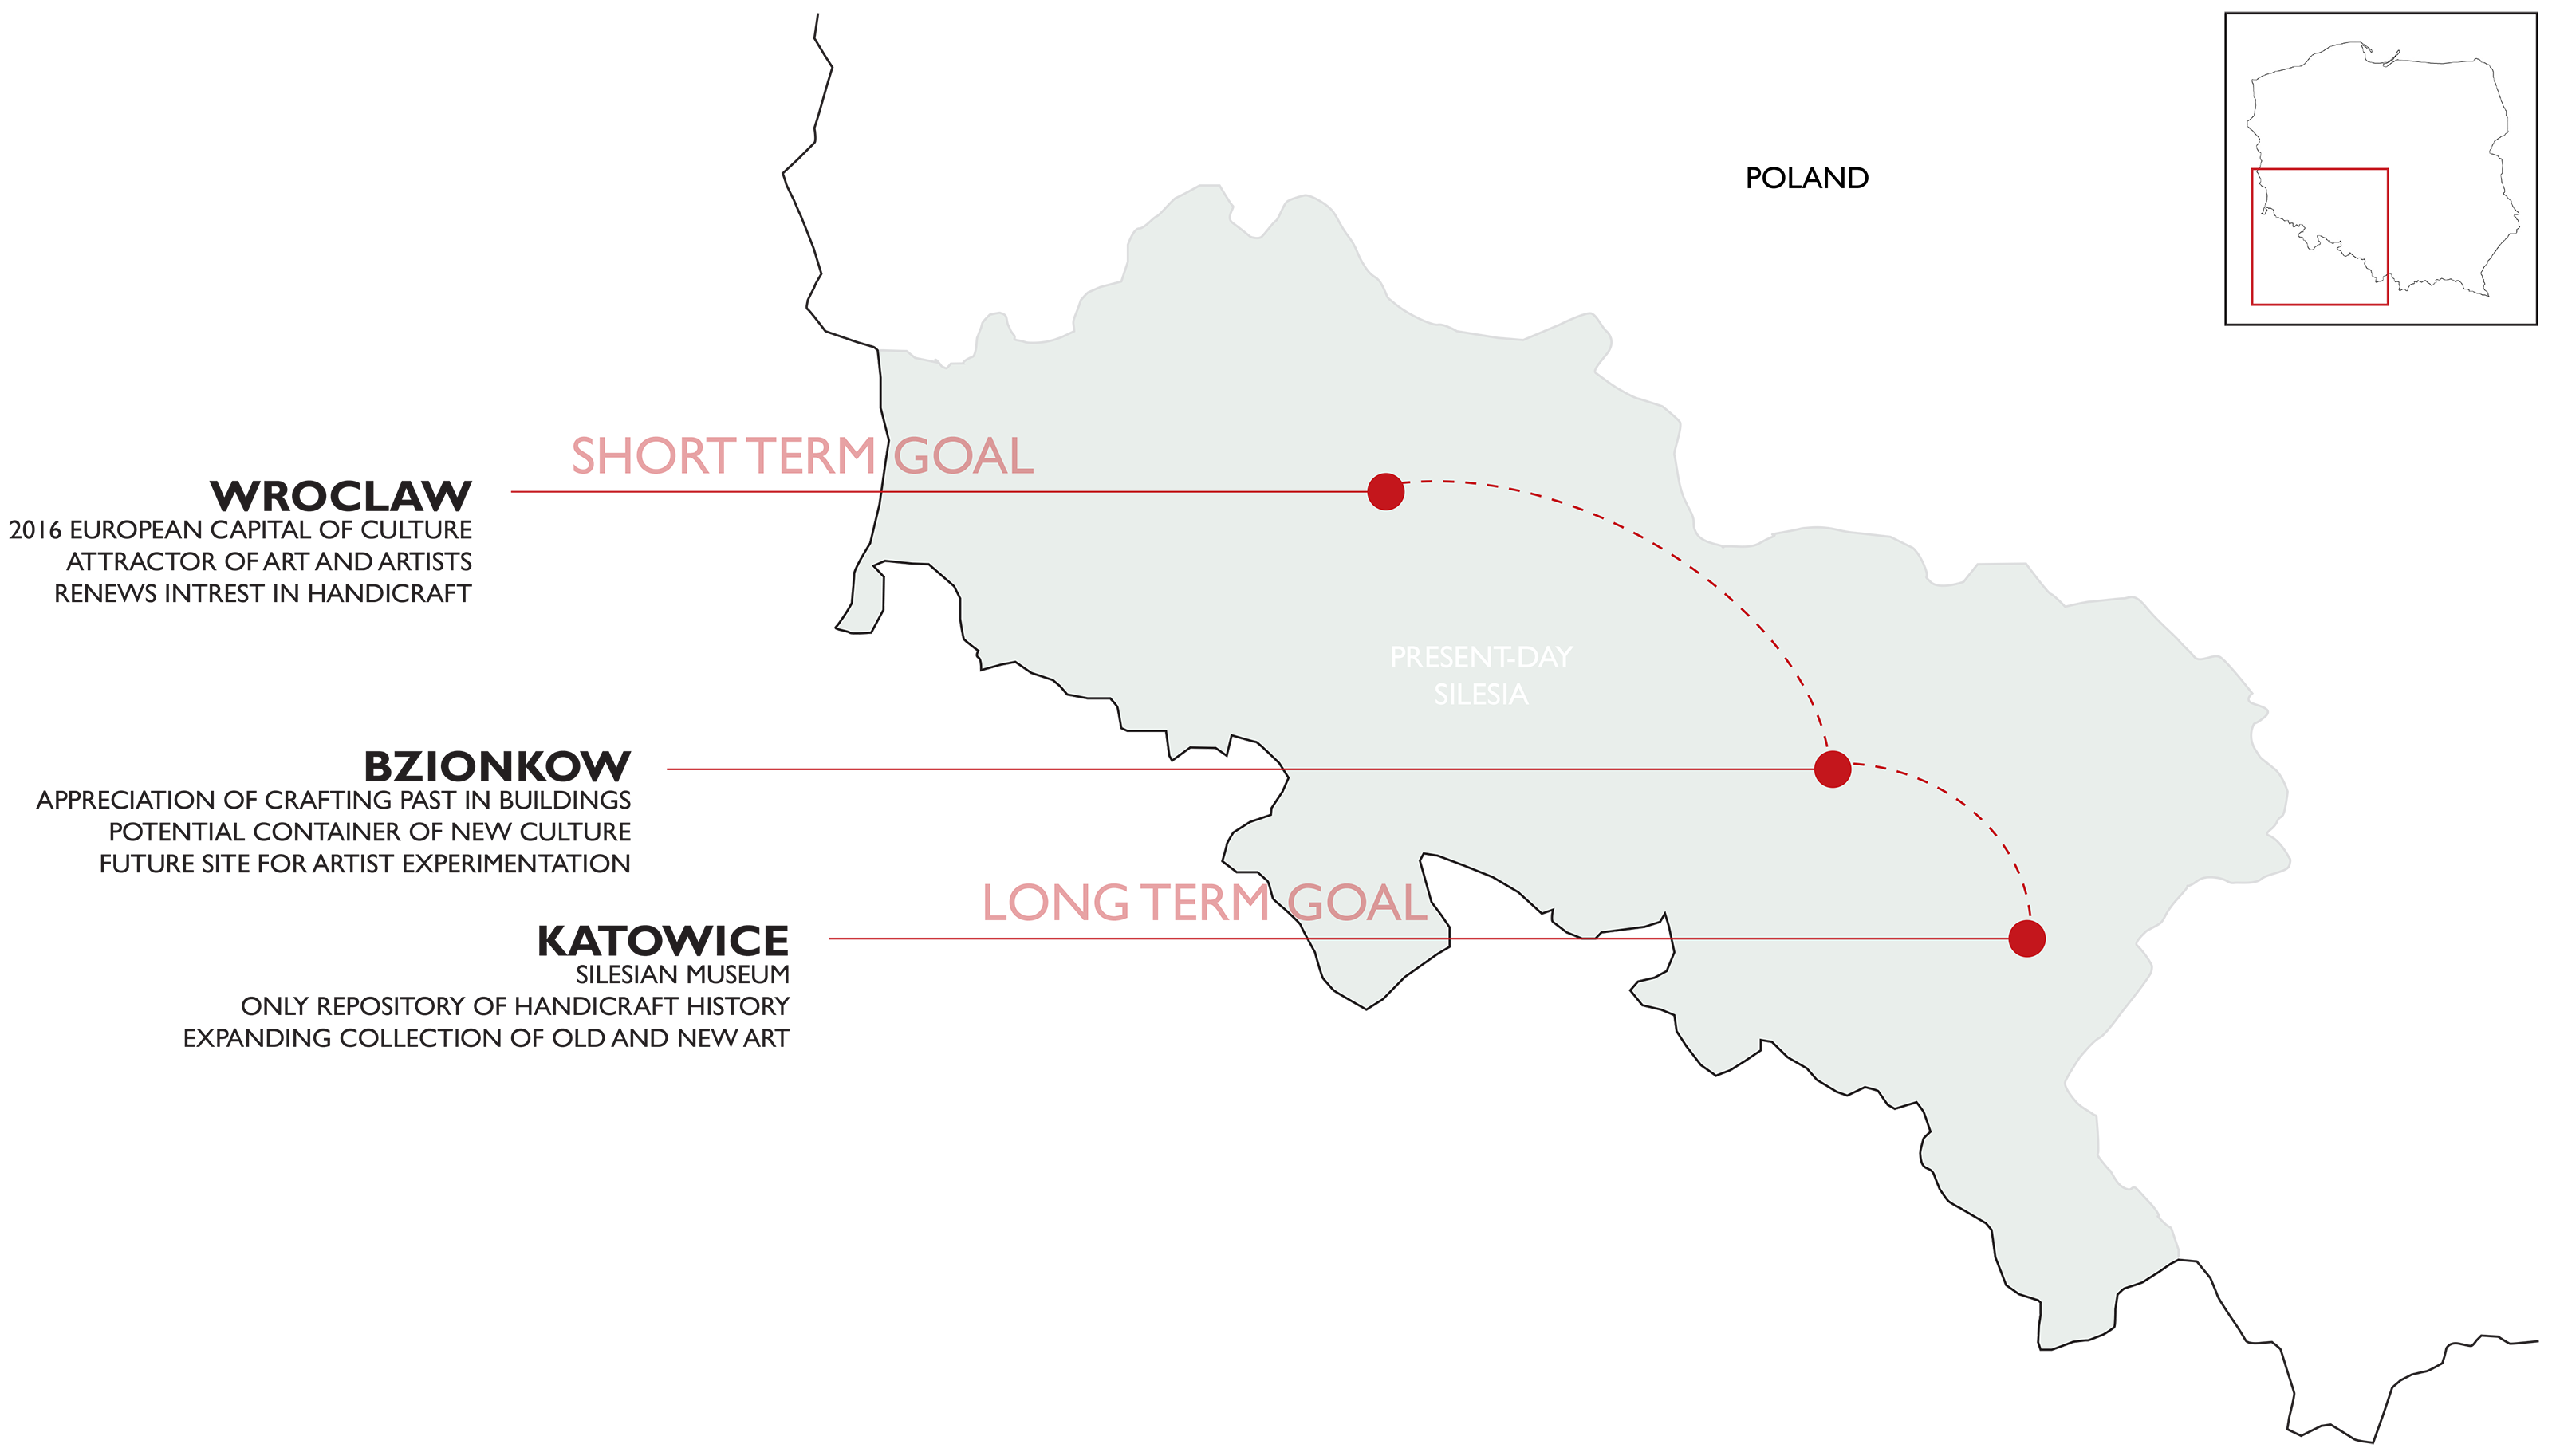 POLAND
SHORT TERM GOAL
WROCLAW
2016 EUROPEAN CAPITAL OF CULTURE
ATTRACTOR OF ART AND ARTISTS
RENEWS INTREST IN HANDICRAFT
PRESENT-DAY
SILESIA
BZIONKOW
APPRECIATION OF CRAFTING PAST IN BUILDINGS
POTENTIAL CONTAINER OF NEW CULTURE
FUTURE SITE FOR ARTIST EXPERIMENTATION
LONG TERM GOAL
KATOWICE
SILESIAN MUSEUM
ONLY REPOSITORY OF HANDICRAFT HISTORY
EXPANDING COLLECTION OF OLD AND NEW ART